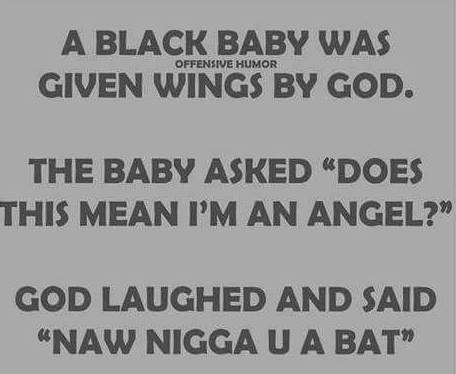 A BLACK BABY WAS
OFFENSIVE HUMOR
GIVEN WINGS BY GOD.
THE BABY ASKED “DOES
THIS MEAN I’M AN ANGEL?”
GOD LAUGHED AND SAID
“NAW NIGGA U A BAT”